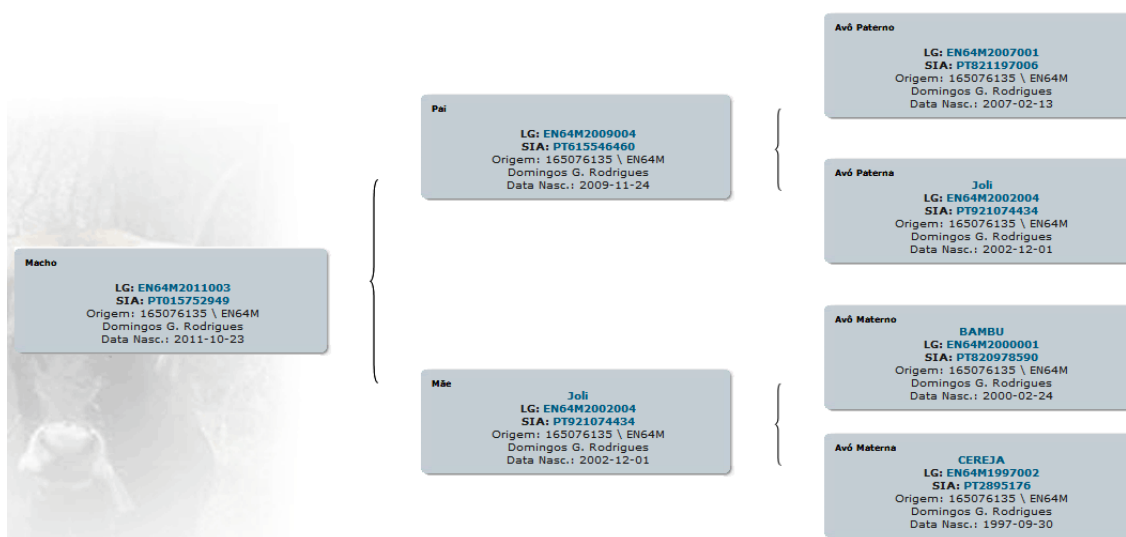 Macho
LG: EN64M2011003
SIA: PT015752949
Origem: 165076135 \ EN64M
Domingos G. Rodrigues
Data Nasc.: 2011-10-23
Pai
LG: EN64M2009004
SIA: PT615546460
Origem: 165076135 \ EN64M
Domingos G. Rodrigues
Data Nasc.: 2009-11-24
Mãe
Joli
LG: EN64M2002004
SIA: PT921074434
Origem: 165076135 \ EN64M
Domingos G. Rodrigues
Data Nasc.: 2002-12-01
Avô Paterno
LG: EN64M2007001
SIA: PT821197006
Origem: 165076135 \ EN64M
Domingos G. Rodrigues
Data Nasc.: 2007-02-13
Avó Paterna
Joli
LG: EN64M2002004
SIA: PT921074434
Origem: 165076135 \ EN64M
Domingos G. Rodrigues
Data Nasc.: 2002-12-01
Avô Materno
BAMBU
LG: EN64M2000001
SIA: PT820978590
Origem: 165076135 \ EN64M
Domingos G. Rodrigues
Data Nasc.: 2000-02-24
Avó Materna
CEREJA
LG: EN64M1997002
SIA: PT2895176
Origem: 165076135 \ EN64M
Domingos G. Rodrigues
Data Nasc.: 1997-09-30